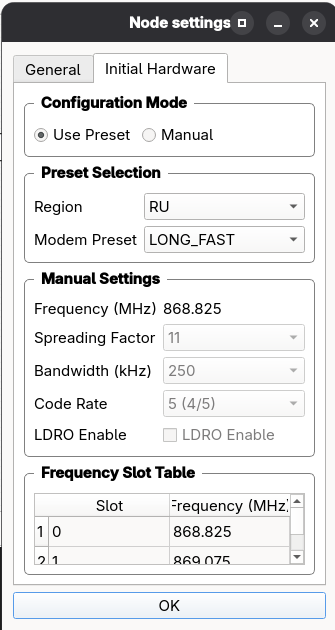 Node settings
General Initial Hardware
Configuration Mode
Use Preset Manual
Preset Selection
Region RU
Modem Preset LONG_FAST
Manual Settings
Frequency (MHz) 868.825
Spreading Factor 11
Bandwidth (kHz) 250
Code Rate 5 (4/5)
LDRO Enable LDRO Enable
Frequency Slot Table
Slot Frequency (MHz)
1 0 868.825
2 1 869.075
OK